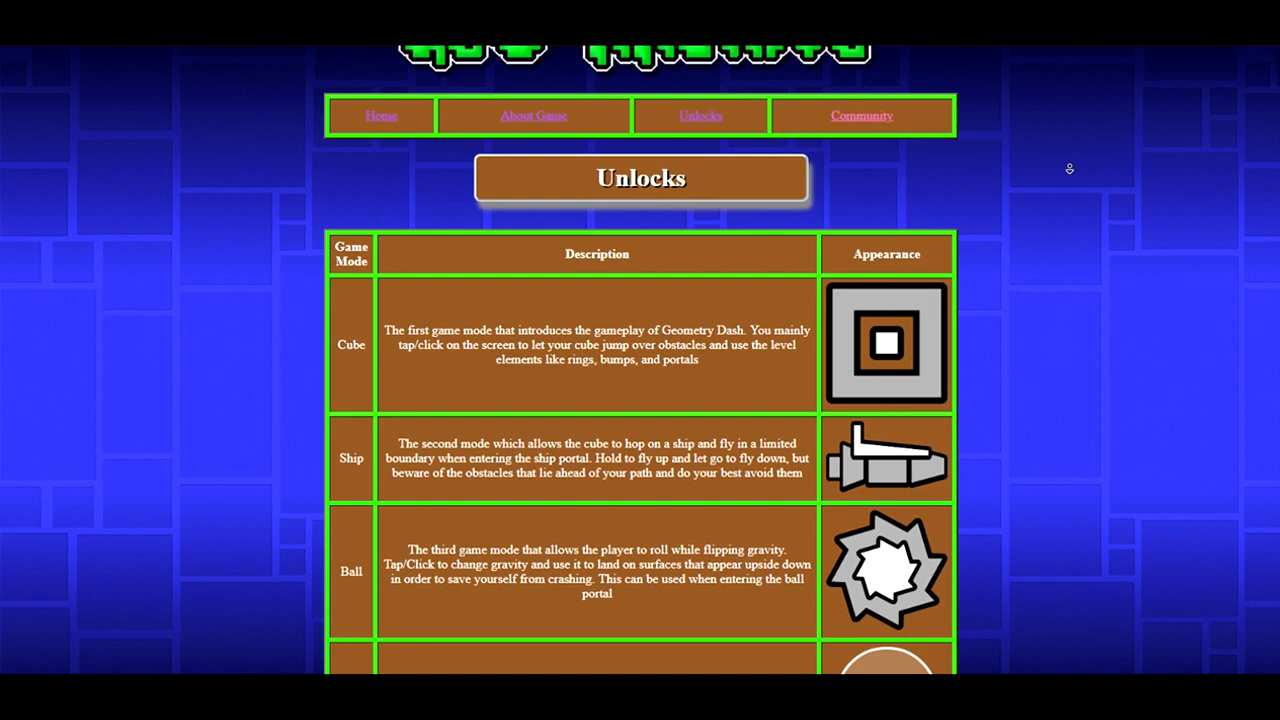 Home About Game Unlocks Community
Unlocks
Game Mode Description Appearance
Cube
The first game mode that introduces the gameplay of Geometry Dash. You mainly
tap/click on the screen to let your cube jump over obstacles and use the level
elements like rings, bumps, and portals
Ship
The second mode which allows the cube to hop on a ship and fly in a limited
boundary when entering the ship portal. Hold to fly up and let go to fly down, but
beware of the obstacles that lie ahead of your path and do your best avoid them
Ball
The third game mode that allows the player to roll while flipping gravity.
Tap/Click to change gravity and use it to land on surfaces that appear upside down
in order to save yourself from crashing. This can be used when entering the ball
portal